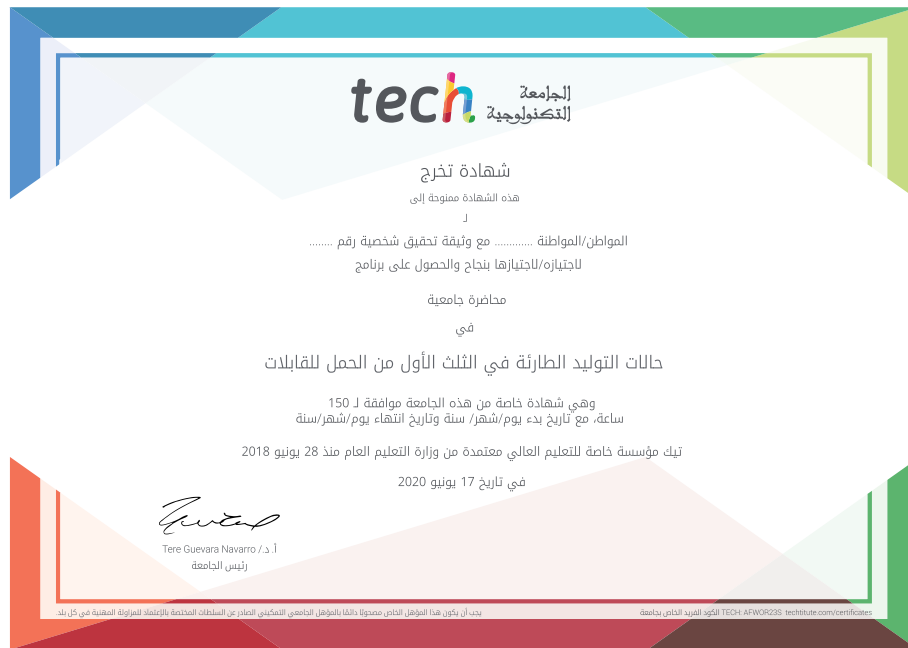 tech الجامعة
التكنولوجية
شهادة تخرج
هذه الشهادة ممنوحة إلى
لـ
المواطن/المواطنة ............. مع وثيقة تحقيق شخصية رقم ........
لاجتيازه/لاجتيازها بنجاح والحصول على برنامج
محاضرة جامعية
في
حالات التوليد الطارئة في الثلث الأول من الحمل للقابلات
وهي شهادة خاصة من هذه الجامعة موافقة لـ 150
ساعة، مع تاريخ بدء يوم/شهر/ سنة وتاريخ انتهاء يوم/شهر/سنة
تيك مؤسسة خاصة للتعليم العالي معتمدة من وزارة التعليم العام منذ 28 يونيو 2018
في تاريخ 17 يونيو 2020
أ. د./ Tere Guevara Navarro
رئيس الجامعة
يجب أن يكون هذا المؤهل الخاص مصحوبًا دائمًا بالمؤهل الجامعي التمكيني الصادر عن السلطات المختصة بالإعتماد للمزاولة المهنية في كل بلد.
الكود الفريد الخاص بجامعة TECH: AFWOR23S techtitute.com/certificates